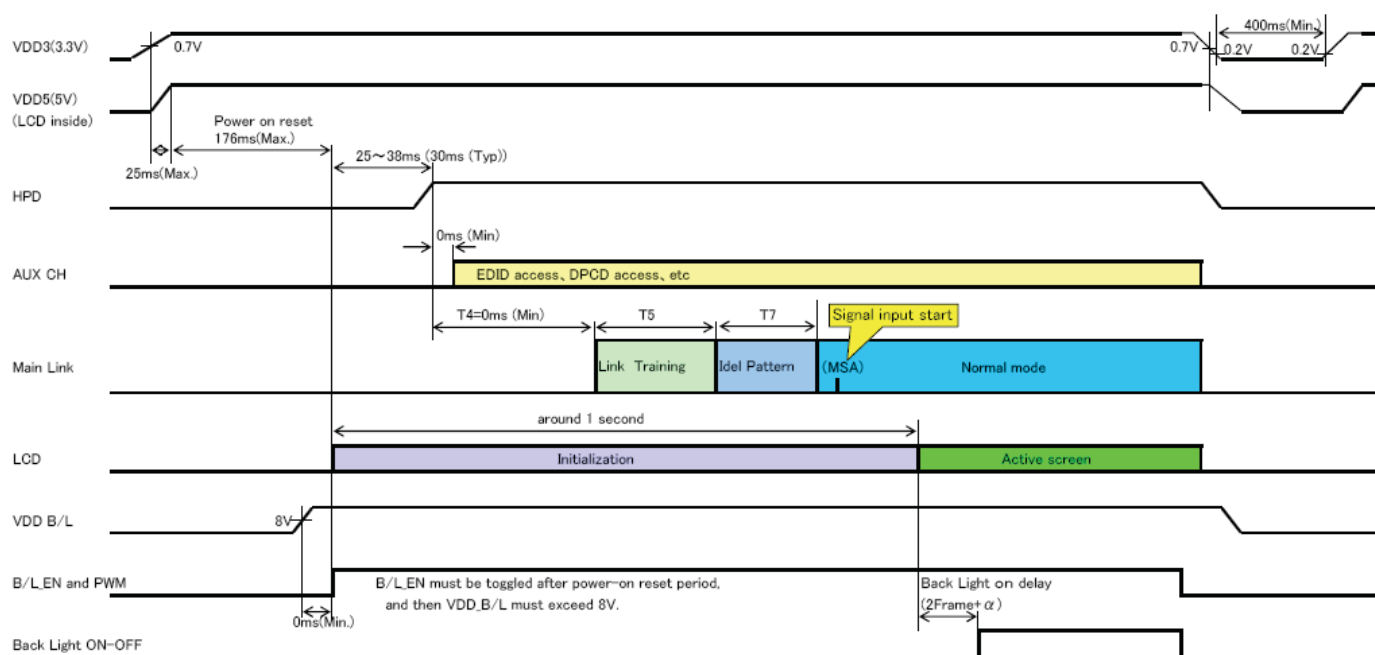 VDD3(3.3V)
0.7V
0.7V
400ms(Min.)
0.2V
0.2V
VDD5(5V)
(LCD inside)
Power on reset
176ms(Max.)
25ms(Max.)
25～38ms (30ms (Typ))
HPD
0ms (Min)
AUX CH
EDID access、DPCD access、etc
T4=0ms (Min)
T5
T7
Signal input start
Main Link
Link Training
Idel Pattern
(MSA)
Normal mode
around 1 second
LCD
Initialization
Active screen
VDD B/L
8V
B/L_EN and PWM
B/L_EN must be toggled after power-on reset period,
and then VDD_B/L must exceed 8V.
Back Light on delay
(2Frame+α)
0ms(Min.)
Back Light ON-OFF